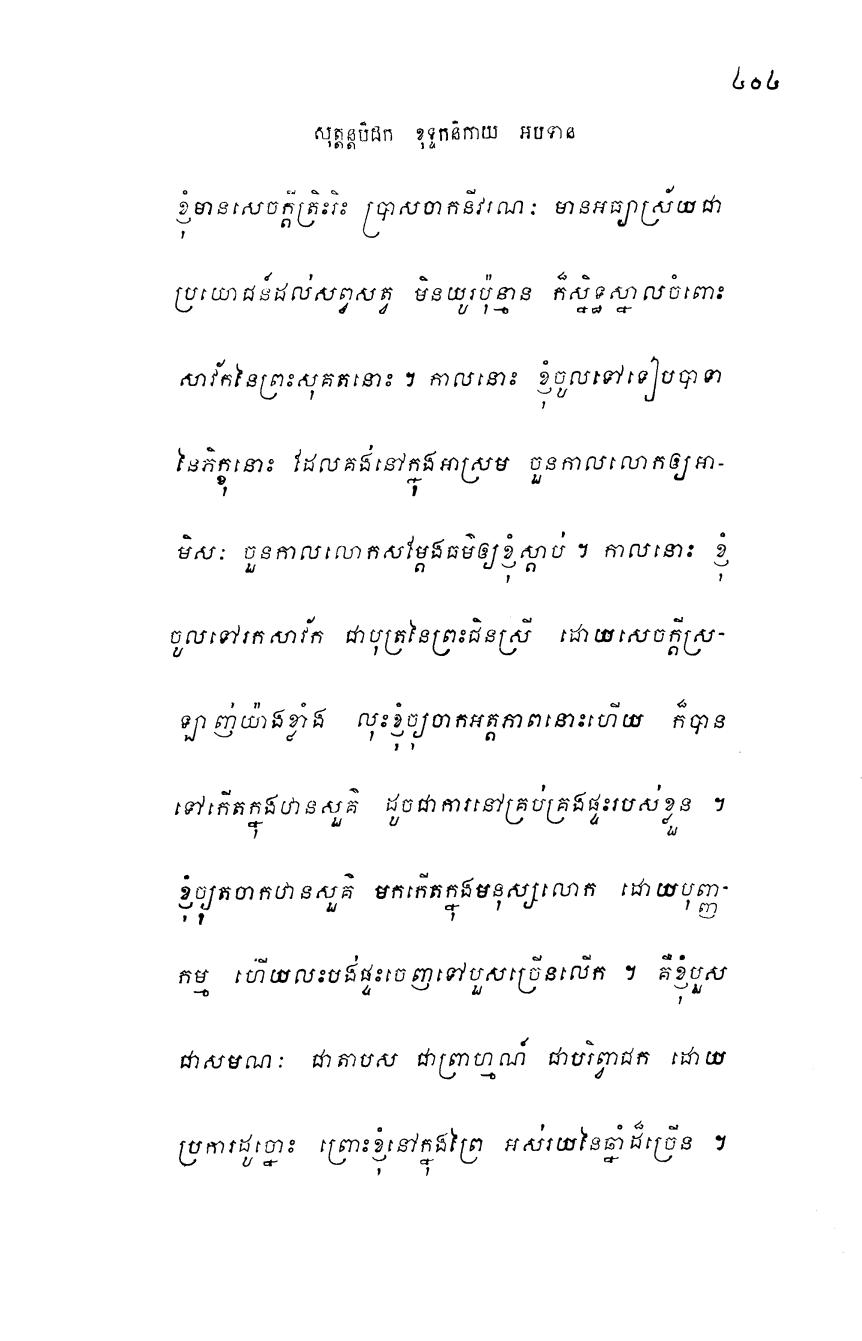 ៤០៤
សុត្តន្តបិដក ខុទ្ទកនិកាយ អបទាន
ខ្ញុំមានសេចក្តីត្រិះរិះ ប្រាសចាកនីវរណៈ មានអធ្យាស្រ័យជា
ប្រយោជន៍ដល់សព្វសត្វ មិនយូរប៉ុន្មាន ក៏ស្និទ្ធស្នាលចំពោះ
សាវ័កនៃព្រះសុគតនោះ ។ កាលនោះ ខ្ញុំចូលទៅទៀបបាទា
នៃភិក្ខុនោះ ដែលគង់នៅក្នុងអាស្រម ចួនកាលលោកឲ្យអា-
មិសៈ ចួនកាលលោកសម្តែងធម៌ឲ្យខ្ញុំស្តាប់ ។ កាលនោះ ខ្ញុំ
ចូលទៅរកសាវ័ក ជាបុត្រនៃព្រះជិនស្រី ដោយសេចក្តីស្រ-
ឡាញ់យ៉ាងខ្លាំង លុះខ្ញុំច្យុចាកអត្តភាពនោះហើយ ក៏បាន
ទៅកើតក្នុងឋានសួគ៌ ដូចជាការនៅគ្រប់គ្រងផ្ទះរបស់ខ្លួន ។
ខ្ញុំច្យុតចាកឋានសួគ៌ មកកើតក្នុងមនុស្សលោក ដោយបុញ្ញ-
កម្ម ហើយលះបង់ផ្ទះចេញទៅបួសច្រើនលើក ។ គឺខ្ញុំបួស
ជាសមណៈ ជាតាបស ជាព្រាហ្មណ៍ ជាបរិព្វាជក ដោយ
ប្រការដូច្នោះ ព្រោះខ្ញុំនៅក្នុងព្រៃ អស់រយនៃឆ្នាំដ៏ច្រើន ។